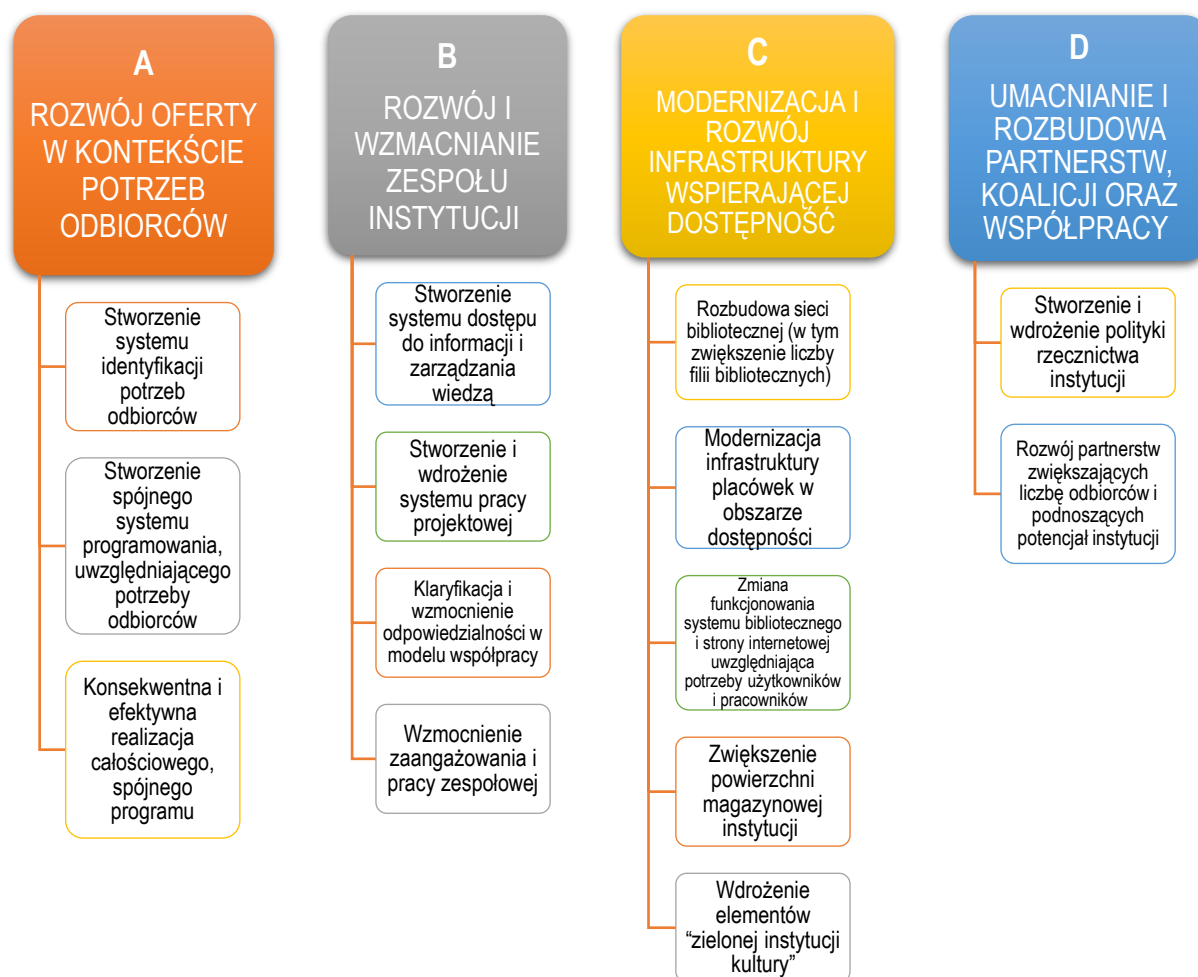 A
ROZWÓJ OFERTY
W KONTEKŚCIE
POTRZEB
ODBIORCÓW
Stworzenie
systemu
identyfikacji
potrzeb
odbiorców
Stworzenie
spójnego
systemu
programowania,
uwzględniającego
potrzeby
odbiorców
Konsekwentna i
efektywna
realizacja
całościowego,
spójnego
programu
B
ROZWÓJ I
WZMACNIANIE
ZESPOŁU
INSTYTUCJI
Stworzenie
systemu dostępu
do informacji i
zarządzania
wiedzą
Stworzenie i
wdrożenie
systemu pracy
projektowej
Klaryfikacja i
wzmocnienie
odpowiedzialności w
modelu współpracy
Wzmocnienie
zaangażowania i
pracy zespołowej
C
MODERNIZACJA I
ROZWÓJ
INFRASTRUKTURY
WSPIERAJĄCEJ
DOSTĘPNOŚĆ
Rozbudowa sieci
bibliotecznej (w tym
zwiększenie liczby
filii bibliotecznych)
Modernizacja
infrastruktury
placówek w
obszarze
dostępności
Zmiana
funkcjonowania
systemu bibliotecznego
i strony internetowej
uwzględniająca
potrzeby użytkowników
i pracowników
Zwiększenie
powierzchni
magazynowej
instytucji
Wdrożenie
elementów
“zielonej instytucji
kultury”
D
UMACNIANIE I
ROZBUDOWA
PARTNERSTW,
KOALICJI ORAZ
WSPÓŁPRACY
Stworzenie i
wdrożenie polityki
rzecznictwa
instytucji
Rozwój partnerstw
zwiększających
liczbę odbiorców i
podnoszących
potencjał instytucji